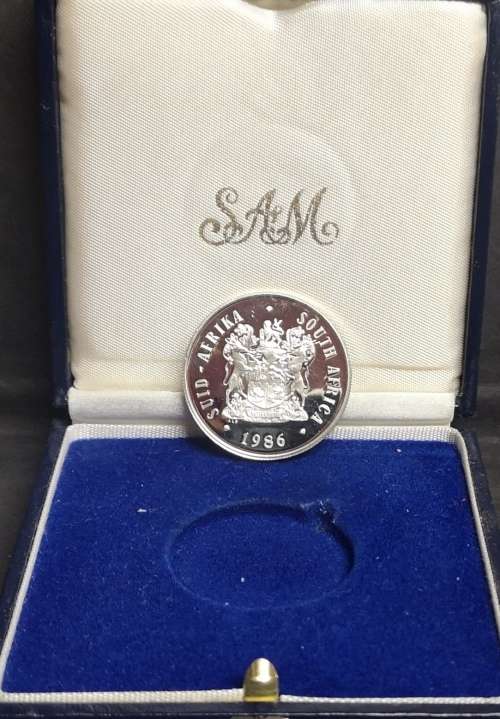 SAM
SUID-AFRIKA · SOUTH AFRICA
· 1986 ·